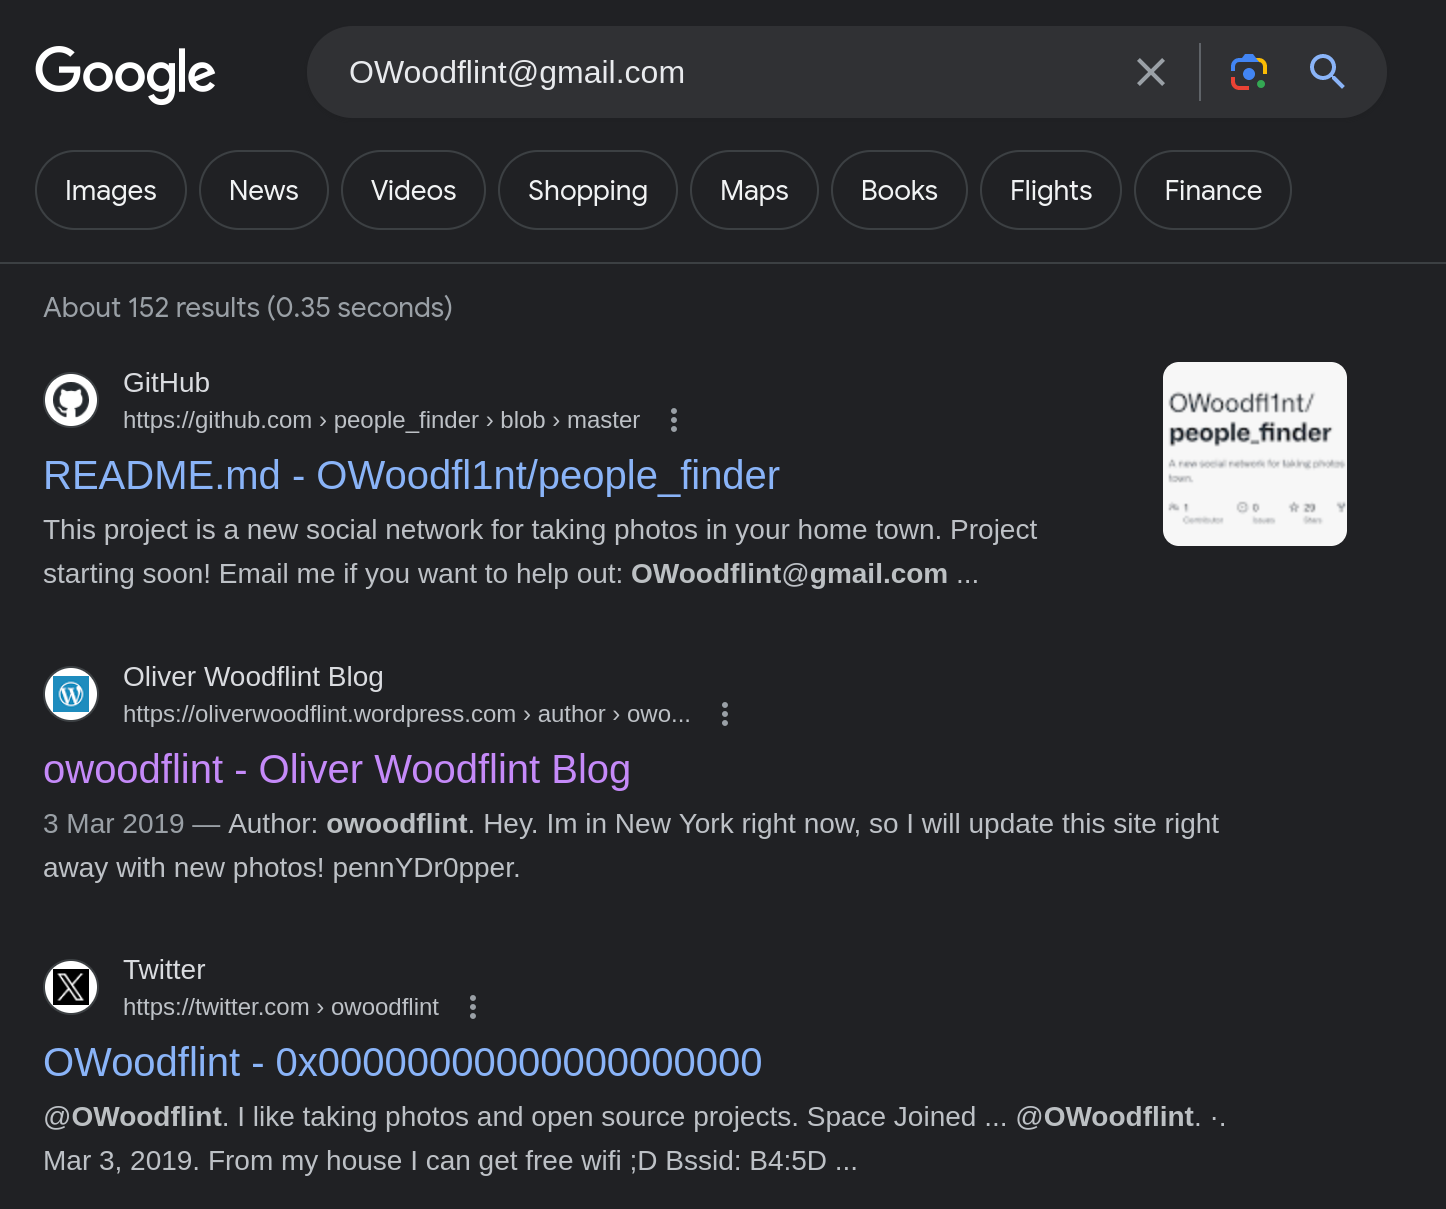 Google
OWoodflint@gmail.com
Images
News
Videos
Shopping
Maps
Books
Flights
Finance
About 152 results (0.35 seconds)
GitHub
https://github.com › people_finder › blob › master
README.md - OWoodfl1nt/people_finder
This project is a new social network for taking photos in your home town. Project
starting soon! Email me if you want to help out: OWoodflint@gmail.com ...
OWoodfl1nt/
people_finder
A new social network for taking photos
town.
1
0
29
Contributor
Issues
Stars
Oliver Woodflint Blog
https://oliverwoodflint.wordpress.com › author › owo...
owoodflint - Oliver Woodflint Blog
3 Mar 2019 — Author: owoodflint. Hey. Im in New York right now, so I will update this site right
away with new photos! pennYDr0pper.
Twitter
https://twitter.com › owoodflint
OWoodflint - 0x00000000000000000000
@OWoodflint. I like taking photos and open source projects. Space Joined ... @OWoodflint. ·.
Mar 3, 2019. From my house I can get free wifi ;D Bssid: B4:5D ...